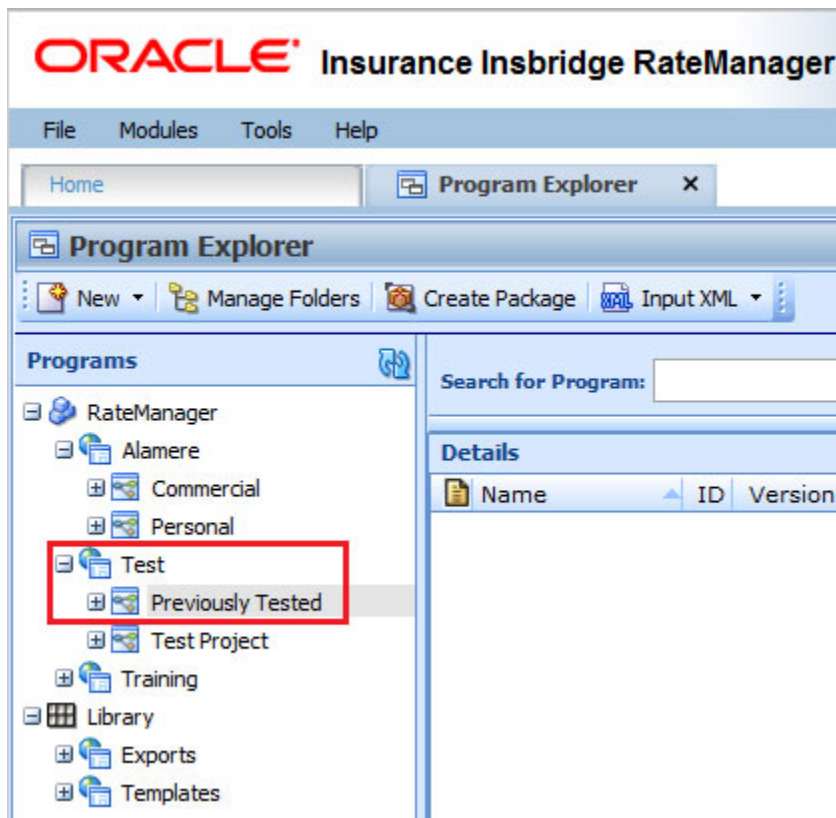 ORACLE Insurance Insbridge RateManager
File Modules Tools Help
Home Program Explorer
Program Explorer
New Manage Folders Create Package XML Input XML
Programs
Search for Program:
RateManager
Alamere
Details
Commercial
Name ID Version
Personal
Test
Previously Tested
Test Project
Training
Library
Exports
Templates